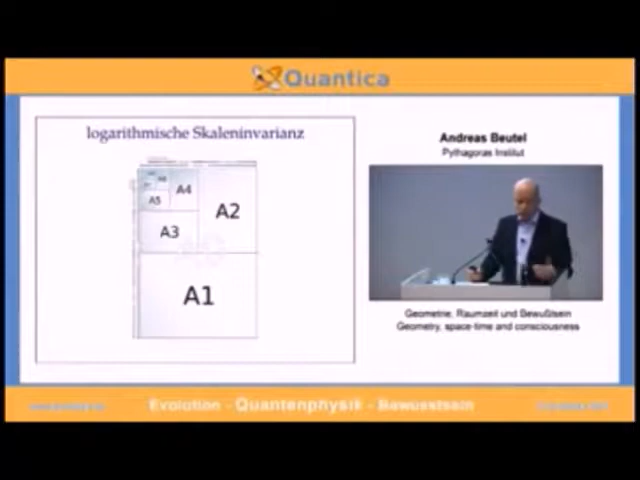 Quantica
logarithmische Skaleninvarianz
A4
A5
A2
A3
A1
Andreas Beutel
Pythagoras Institut
Geometrie, Raumzeit und Bewußtsein
Geometry, space-time and consciousness
Evolution - Quantenphysik - Bewusstsein